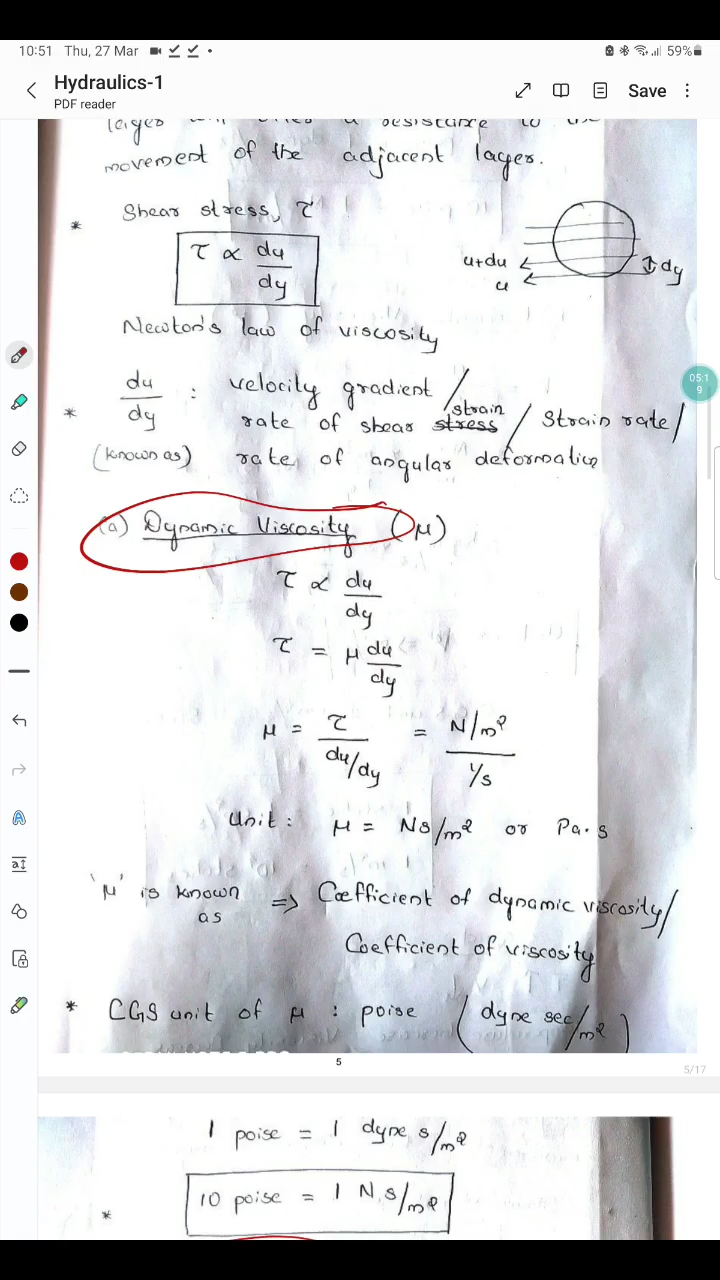 10:51 Thu, 27 Mar
59%
Hydraulics-1
PDF reader
Save
movement of the adjacent layer.
* Shear stress, τ
τ ∝ du/dy
u+du
u
dy
Newton's law of viscosity
* du/dy : velocity gradient /
rate of shear stress strain / strain rate /
(known as) rate of angular deformation
05:19
(a) Dynamic Viscosity (μ)
τ ∝ du/dy
τ = μ du/dy
μ = τ / du/dy = N/m² / 1/s
Unit: μ = Ns/m² or Pa.s
'μ' is known as => Coefficient of dynamic viscosity/
Coefficient of viscosity
* CGS unit of μ : poise (dyne sec/m²)
5
5/17
1 poise = 1 dyne s/m²
* 10 poise = 1 N.s/m²